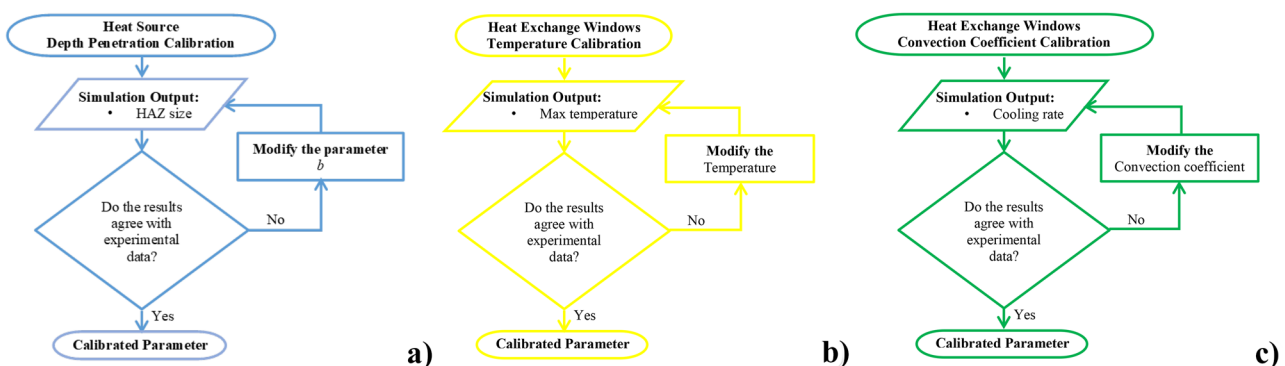 Heat Source
Depth Penetration Calibration
Simulation Output:
• HAZ size
Modify the parameter
b
Do the results
agree with
experimental
data?
No
Yes
Calibrated Parameter
a)
Heat Exchange Windows
Temperature Calibration
Simulation Output:
• Max temperature
Modify the
Temperature
Do the results
agree with
experimental
data?
No
Yes
Calibrated Parameter
b)
Heat Exchange Windows
Convection Coefficient Calibration
Simulation Output:
• Cooling rate
Modify the
Convection coefficient
Do the results
agree with
experimental
data?
No
Yes
Calibrated Parameter
c)